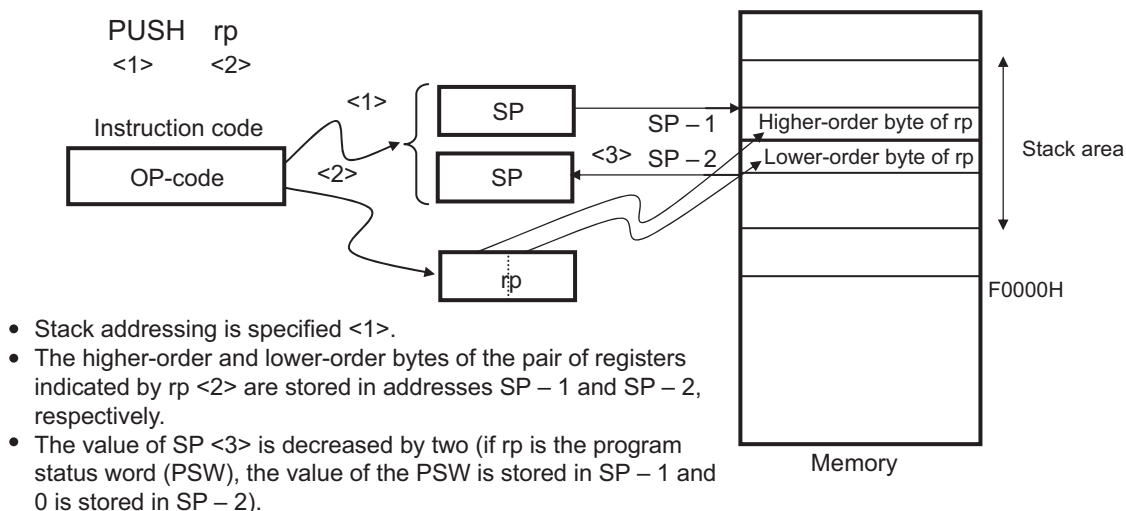 PUSH rp
<1> <2>
Instruction code
OP-code
<1>
<2>
SP
SP
rp
SP – 1
<3> SP – 2
Higher-order byte of rp
Lower-order byte of rp
Stack area
F0000H
Memory
• Stack addressing is specified <1>.
• The higher-order and lower-order bytes of the pair of registers
indicated by rp <2> are stored in addresses SP – 1 and SP – 2,
respectively.
• The value of SP <3> is decreased by two (if rp is the program
status word (PSW), the value of the PSW is stored in SP – 1 and
0 is stored in SP – 2).